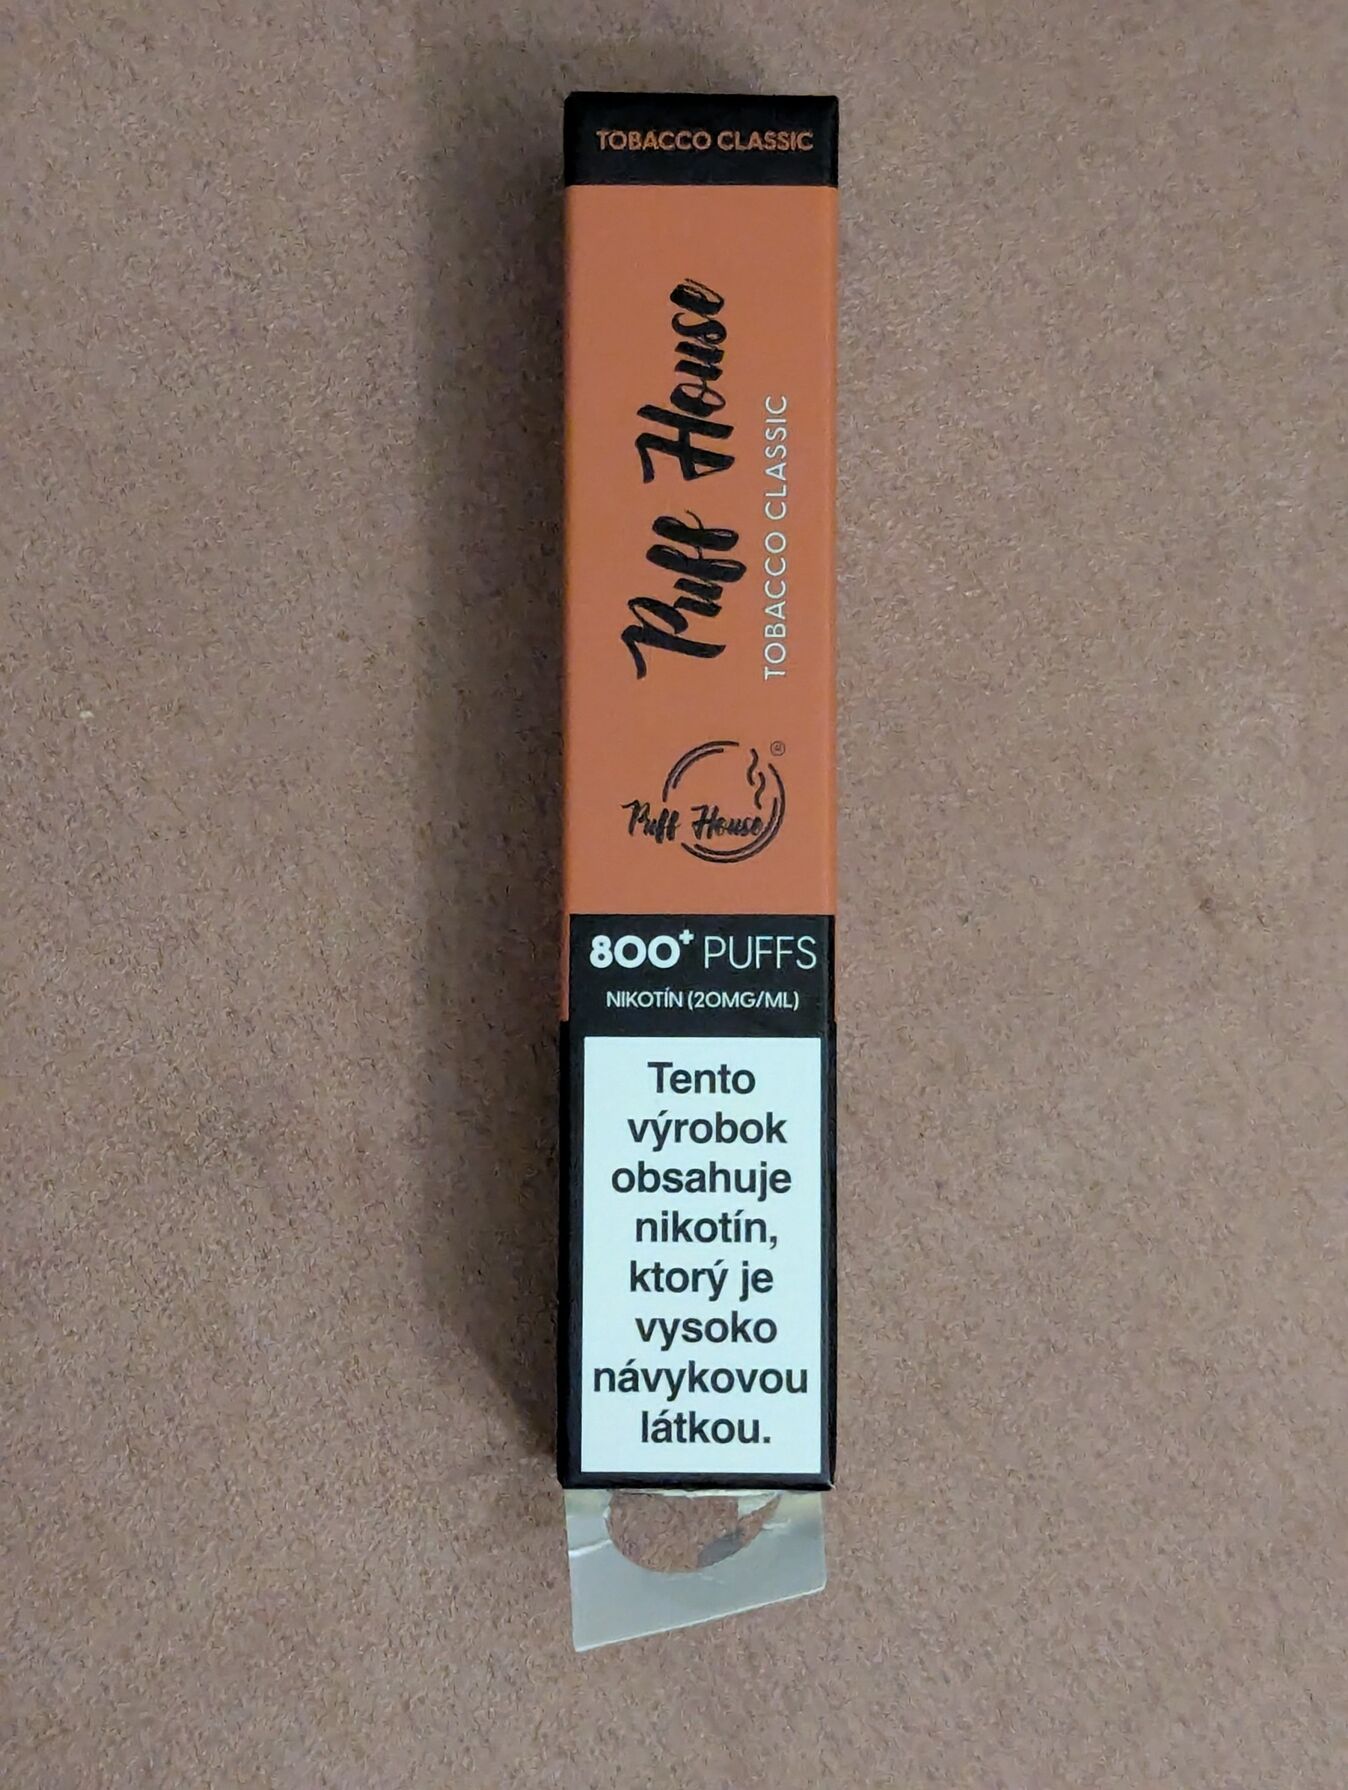 TOBACCO CLASSIC
Puff House
TOBACCO CLASSIC
Puff House®
800+ PUFFS
NIKOTÍN (20MG/ML)
Tento
výrobok
obsahuje
nikotín,
ktorý je
vysoko
návykovou
látkou.